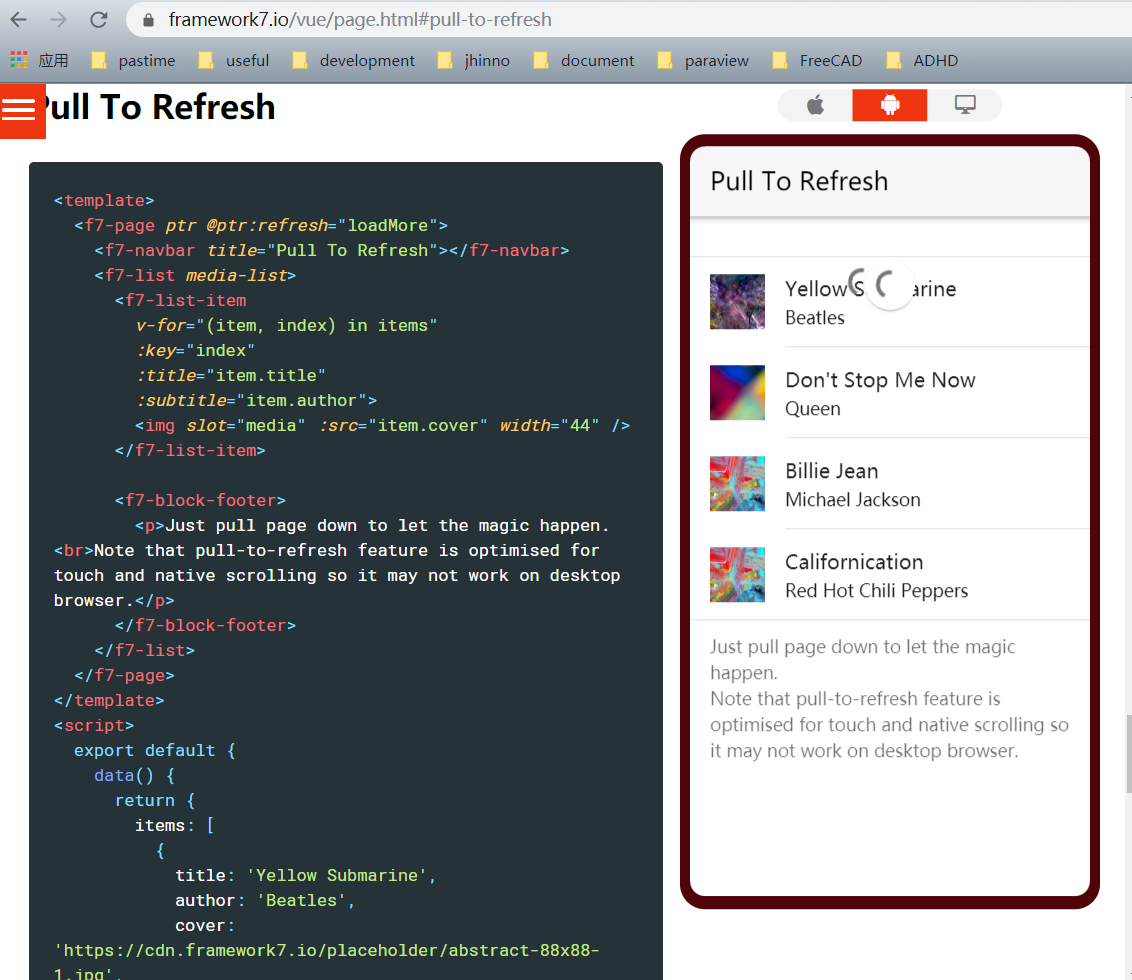 framework7.io/vue/page.html#pull-to-refresh
应用 pastime useful development jhinno document paraview FreeCAD ADHD
Pull To Refresh
<template>
<f7-page ptr @ptr:refresh="loadMore">
<f7-navbar title="Pull To Refresh"></f7-navbar>
<f7-list media-list>
<f7-list-item
v-for="(item, index) in items"
:key="index"
:title="item.title"
:subtitle="item.author">
<img slot="media" :src="item.cover" width="44" />
</f7-list-item>
<f7-block-footer>
<p>Just pull page down to let the magic happen.
<br>Note that pull-to-refresh feature is optimised for
touch and native scrolling so it may not work on desktop
browser.</p>
</f7-block-footer>
</f7-list>
</f7-page>
</template>
<script>
export default {
data() {
return {
items: [
{
title: 'Yellow Submarine',
author: 'Beatles',
cover:
'https://cdn.framework7.io/placeholder/abstract-88x88-
1.jpg',
Pull To Refresh
Yellow S arine
Beatles
Don't Stop Me Now
Queen
Billie Jean
Michael Jackson
Californication
Red Hot Chili Peppers
Just pull page down to let the magic
happen.
Note that pull-to-refresh feature is
optimised for touch and native scrolling so
it may not work on desktop browser.